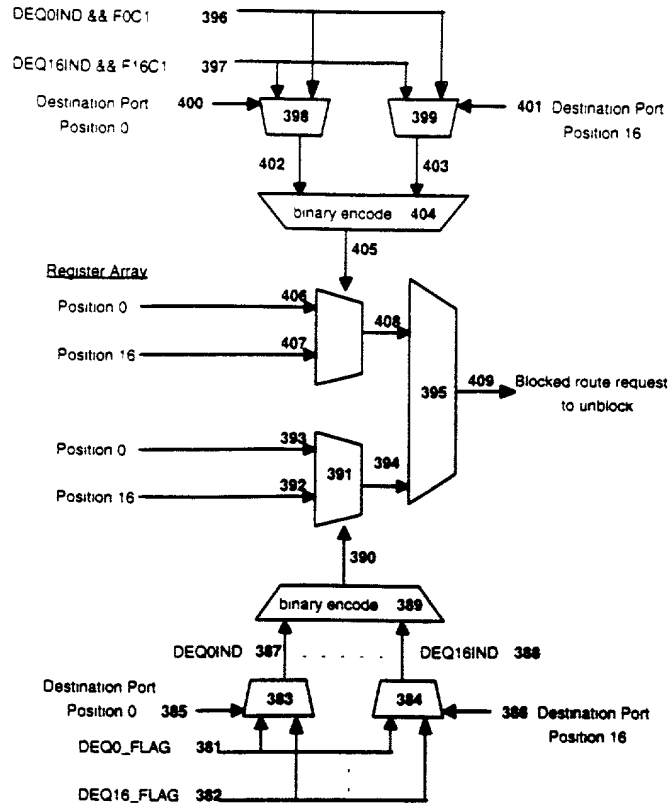 DEQ0IND && F0C1 396
DEQ16IND && F16C1 397
Destination Port
Position 0
400
398
399
401 Destination Port
Position 16
402
403
binary encode 404
405
Register Array
Position 0
406
Position 16
407
408
395
409
Blocked route request
to unblock
Position 0
393
Position 16
392
391
394
390
binary encode 389
DEQ0IND 387
DEQ16IND 388
Destination Port
Position 0 385
383
384
386 Destination Port
Position 16
DEQ0_FLAG 381
DEQ16_FLAG 382